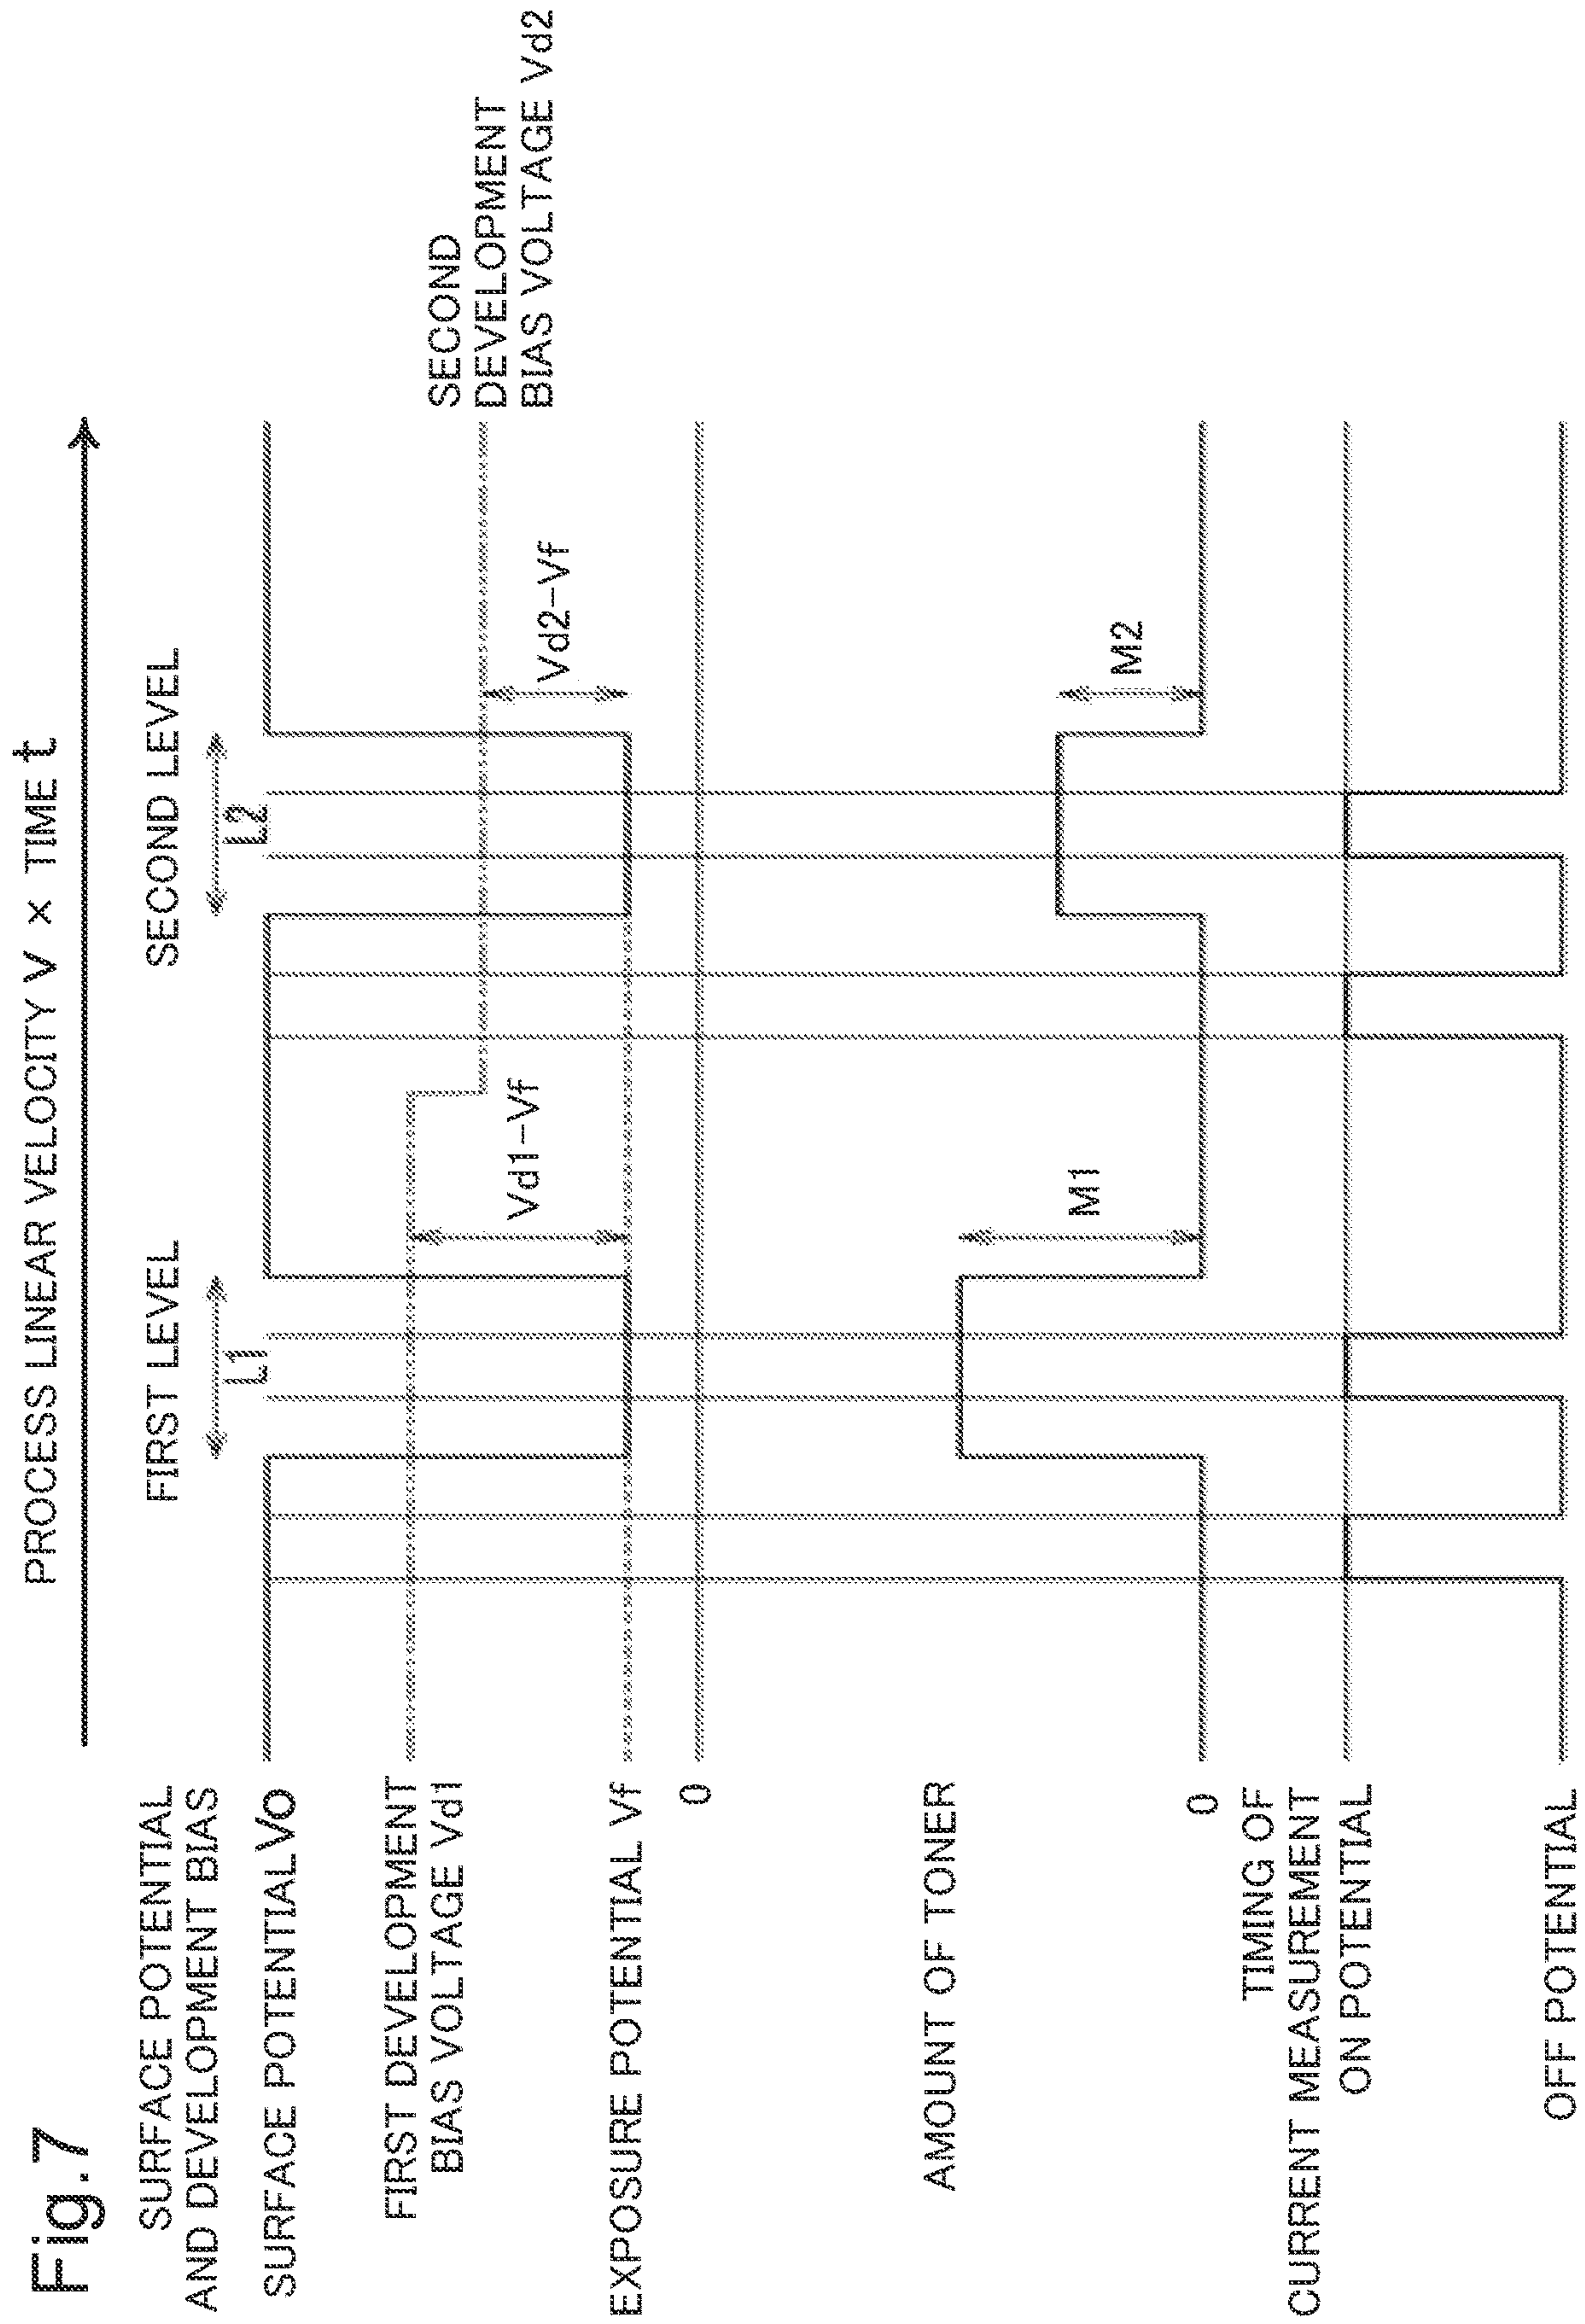 Fig.7
PROCESS LINEAR VELOCITY V × TIME t
SURFACE POTENTIAL
AND DEVELOPMENT BIAS
FIRST LEVEL
SECOND LEVEL
L1
L2
SURFACE POTENTIAL Vo
FIRST DEVELOPMENT
BIAS VOLTAGE Vd1
SECOND
DEVELOPMENT
BIAS VOLTAGE Vd2
Vd1-Vf
Vd2-Vf
EXPOSURE POTENTIAL Vf
0
AMOUNT OF TONER
M1
M2
0
TIMING OF
CURRENT MEASUREMENT
ON POTENTIAL
OFF POTENTIAL